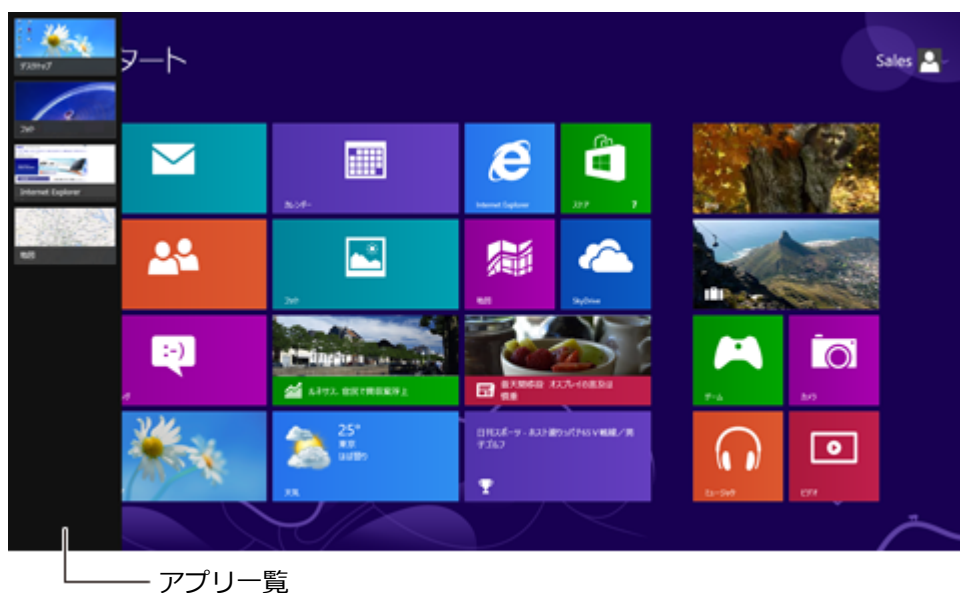 デスクトップ
フォト
Internet Explorer
地図
タート
Sales
カレンダー
Internet Explorer
ストア
7
フォト
地図
SkyDrive
25°
東京
ほぼ曇り
天気
ゲーム
カメラ
ミュージック
ビデオ
アプリ一覧